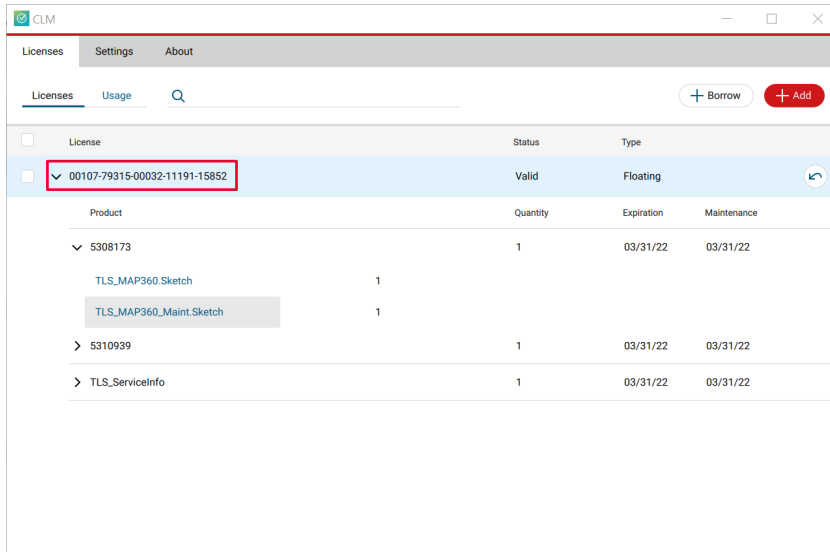 CLM
Licenses Settings About
Licenses Usage Borrow Add
License Status Type
00107-79315-00032-11191-15852 Valid Floating
Product Quantity Expiration Maintenance
5308173 1 03/31/22 03/31/22
TLS_MAP360.Sketch 1
TLS_MAP360_Maint.Sketch 1
5310939 1 03/31/22 03/31/22
TLS_ServiceInfo 1 03/31/22 03/31/22